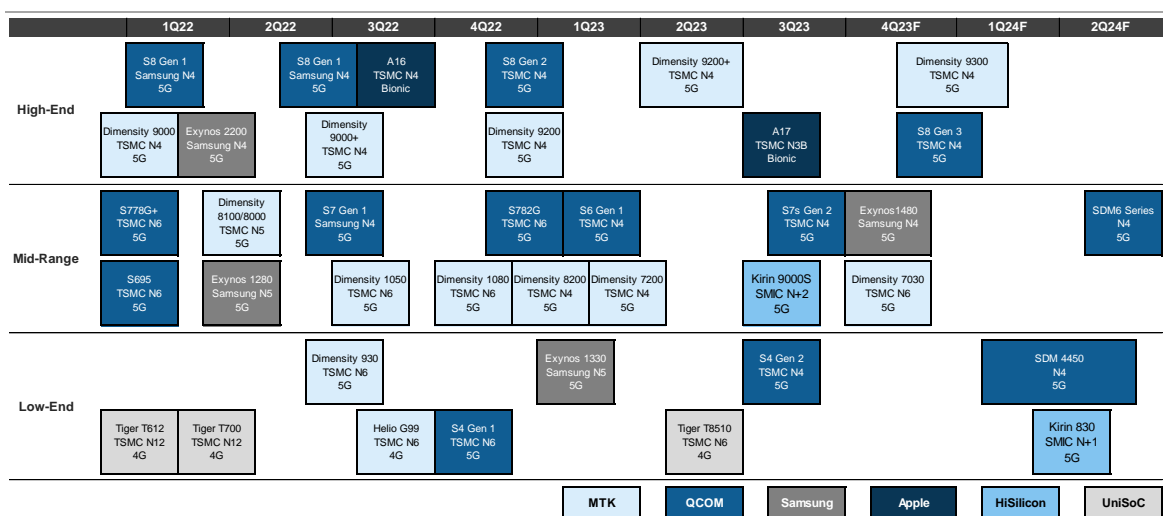 1Q22 2Q22 3Q22 4Q22 1Q23 2Q23 3Q23 4Q23F 1Q24F 2Q24F
High-End
S8 Gen 1
Samsung N4
5G
S8 Gen 1
Samsung N4
5G
A16
TSMC N4
Bionic
S8 Gen 2
TSMC N4
5G
Dimensity 9200+
TSMC N4
5G
Dimensity 9300
TSMC N4
5G
Dimensity 9000
TSMC N4
5G
Exynos 2200
Samsung N4
5G
Dimensity
9000+
TSMC N4
5G
Dimensity 9200
TSMC N4
5G
A17
TSMC N3B
Bionic
S8 Gen 3
TSMC N4
5G
Mid-Range
S778G+
TSMC N6
5G
Dimensity
8100/8000
TSMC N5
5G
S7 Gen 1
Samsung N4
5G
S782G
TSMC N6
5G
S6 Gen 1
TSMC N4
5G
S7s Gen 2
TSMC N4
5G
Exynos1480
Samsung N4
5G
SDM6 Series
N4
5G
S695
TSMC N6
5G
Exynos 1280
Samsung N5
5G
Dimensity 1050
TSMC N6
5G
Dimensity 1080
TSMC N6
5G
Dimensity 8200
TSMC N4
5G
Dimensity 7200
TSMC N4
5G
Kirin 9000S
SMIC N+2
5G
Dimensity 7030
TSMC N6
5G
Low-End
Dimensity 930
TSMC N6
5G
Exynos 1330
Samsung N5
5G
S4 Gen 2
TSMC N4
5G
SDM 4450
N4
5G
Tiger T612
TSMC N12
4G
Tiger T700
TSMC N12
4G
Helio G99
TSMC N6
4G
S4 Gen 1
TSMC N6
5G
Tiger T8510
TSMC N6
4G
Kirin 830
SMIC N+1
5G
MTK QCOM Samsung Apple HiSilicon UniSoC